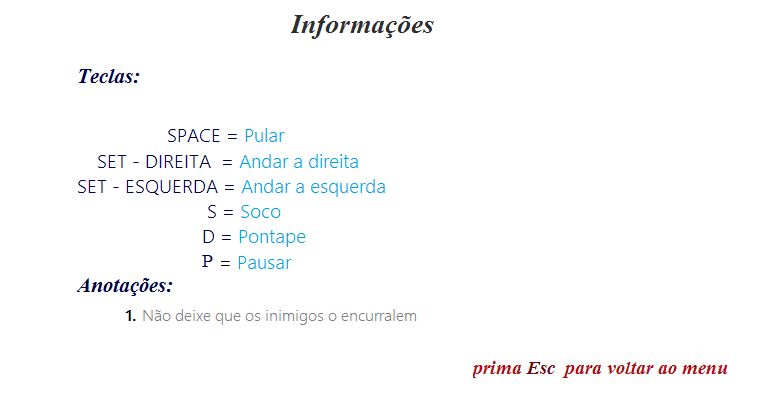 Informações
Teclas:
SPACE = Pular
SET - DIREITA = Andar a direita
SET - ESQUERDA = Andar a esquerda
S = Soco
D = Pontape
P = Pausar
Anotações:
1. Não deixe que os inimigos o encurralem
prima Esc para voltar ao menu